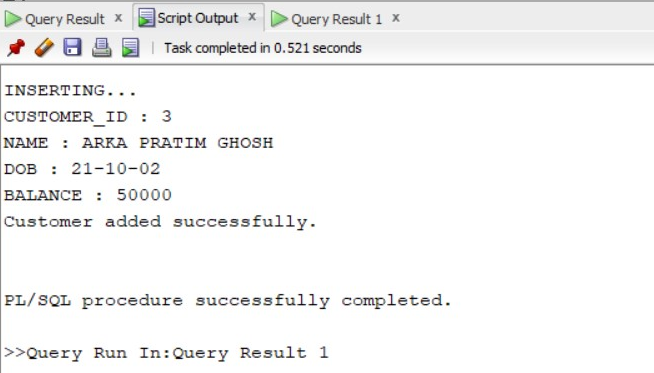 Query Result x Script Output x Query Result 1 x
Task completed in 0.521 seconds
INSERTING...
CUSTOMER_ID : 3
NAME : ARKA PRATIM GHOSH
DOB : 21-10-02
BALANCE : 50000
Customer added successfully.
PL/SQL procedure successfully completed.
>>Query Run In:Query Result 1